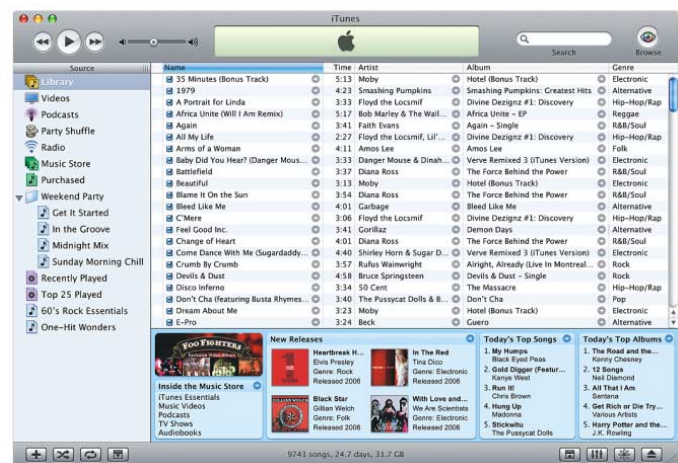 iTunes
Search
Browse
Source
Library
Videos
Podcasts
Party Shuffle
Radio
Music Store
Purchased
Weekend Party
Get It Started
In the Groove
Midnight Mix
Sunday Morning Chill
Recently Played
Top 25 Played
60's Rock Essentials
One-Hit Wonders
Name Time Artist Album Genre
35 Minutes (Bonus Track) 5:13 Moby Hotel (Bonus Track) Electronic
1979 4:23 Smashing Pumpkins Smashing Pumpkins: Greatest Hits Alternative
A Portrait for Linda 3:33 Floyd the Locsmif Divine Dezignz #1: Discovery Hip-Hop/Rap
Africa Unite (Will I Am Remix) 5:17 Bob Marley & The Wail... Africa Unite - EP Reggae
Again 3:41 Faith Evans Again - Single R&B/Soul
All My Life 2:27 Floyd the Locsmif, Lil'... Divine Dezignz #1: Discovery Hip-Hop/Rap
Arms of a Woman 4:11 Amos Lee Amos Lee Folk
Baby Did You Hear? (Danger Mous... 3:33 Danger Mouse & Dinah... Verve Remixed 3 (iTunes Version) Electronic
Battlefield 3:37 Diana Ross The Force Behind the Power R&B/Soul
Beautiful 3:13 Moby Hotel (Bonus Track) Electronic
Blame It On the Sun 3:54 Diana Ross The Force Behind the Power R&B/Soul
Bleed Like Me 4:01 Garbage Bleed Like Me Alternative
C'Mere 3:06 Floyd the Locsmif Divine Dezignz #1: Discovery Hip-Hop/Rap
Feel Good Inc. 3:41 Gorillaz Demon Days Alternative
Change of Heart 4:01 Diana Ross The Force Behind the Power R&B/Soul
Come Dance With Me (Sugardaddy... 4:40 Shirley Horn & Sugar D... Verve Remixed 3 (iTunes Version) Electronic
Crumb By Crumb 3:57 Rufus Wainwright Alright, Already (Live In Montreal... Rock
Devils & Dust 4:58 Bruce Springsteen Devils & Dust - Single Rock
Disco Inferno 3:34 50 Cent The Massacre Hip-Hop/Rap
Don't Cha (featuring Busta Rhymes... 3:40 The Pussycat Dolls & B... Don't Cha Pop
Dream About Me 3:23 Moby Hotel (Bonus Track) Electronic
E-Pro 3:24 Beck Guero Alternative
FOO FIGHTERS
Exclusive Video Album
Inside the Music Store
iTunes Essentials
Music Videos
Podcasts
TV Shows
Audiobooks
New Releases
Heartbreak H...
Elvis Presley
Genre: Rock
Released 2006
In The Red
Tina Dico
Genre: Electronic
Released 2006
Black Star
Gillian Welch
Genre: Folk
Released 2006
With Love and...
We Are Scientists
Genre: Electronic
Released 2006
Today's Top Songs
1. My Humps
Black Eyed Peas
2. Gold Digger (Featur...
Kanye West
3. Run It!
Chris Brown
4. Hung Up
Madonna
5. Stickwitu
The Pussycat Dolls
Today's Top Albums
1. The Road and the...
Kenny Chesney
2. 12 Songs
Neil Diamond
3. All That I Am
Santana
4. Get Rich or Die Try...
Various Artists
5. Harry Potter and the...
J.K. Rowling
9743 songs, 24.7 days, 31.7 GB